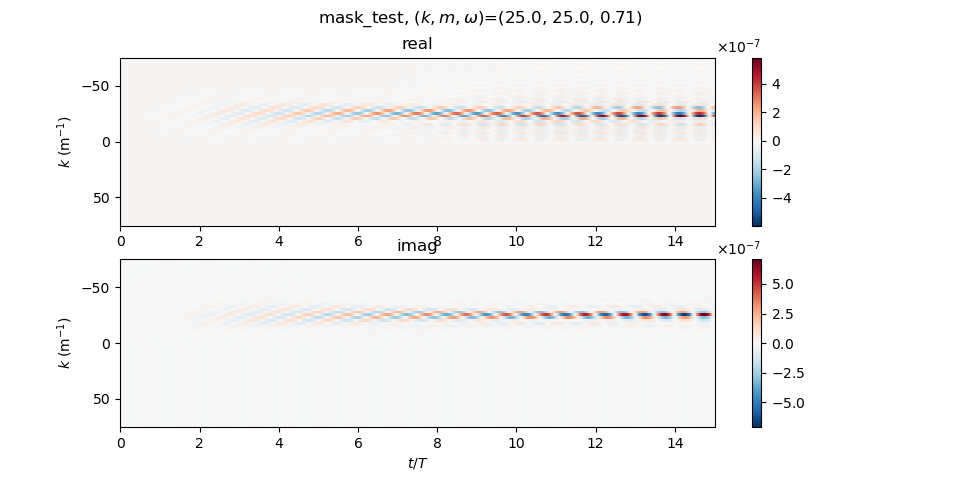 mask_test, (k, m, ω)=(25.0, 25.0, 0.71)
real
×10⁻⁷
−50
0
50
k (m⁻¹)
0 2 4 6 8 10 12 14
4
2
0
−2
−4
imag
×10⁻⁷
−50
0
50
k (m⁻¹)
0 2 4 6 8 10 12 14
t/T
5.0
2.5
0.0
−2.5
−5.0